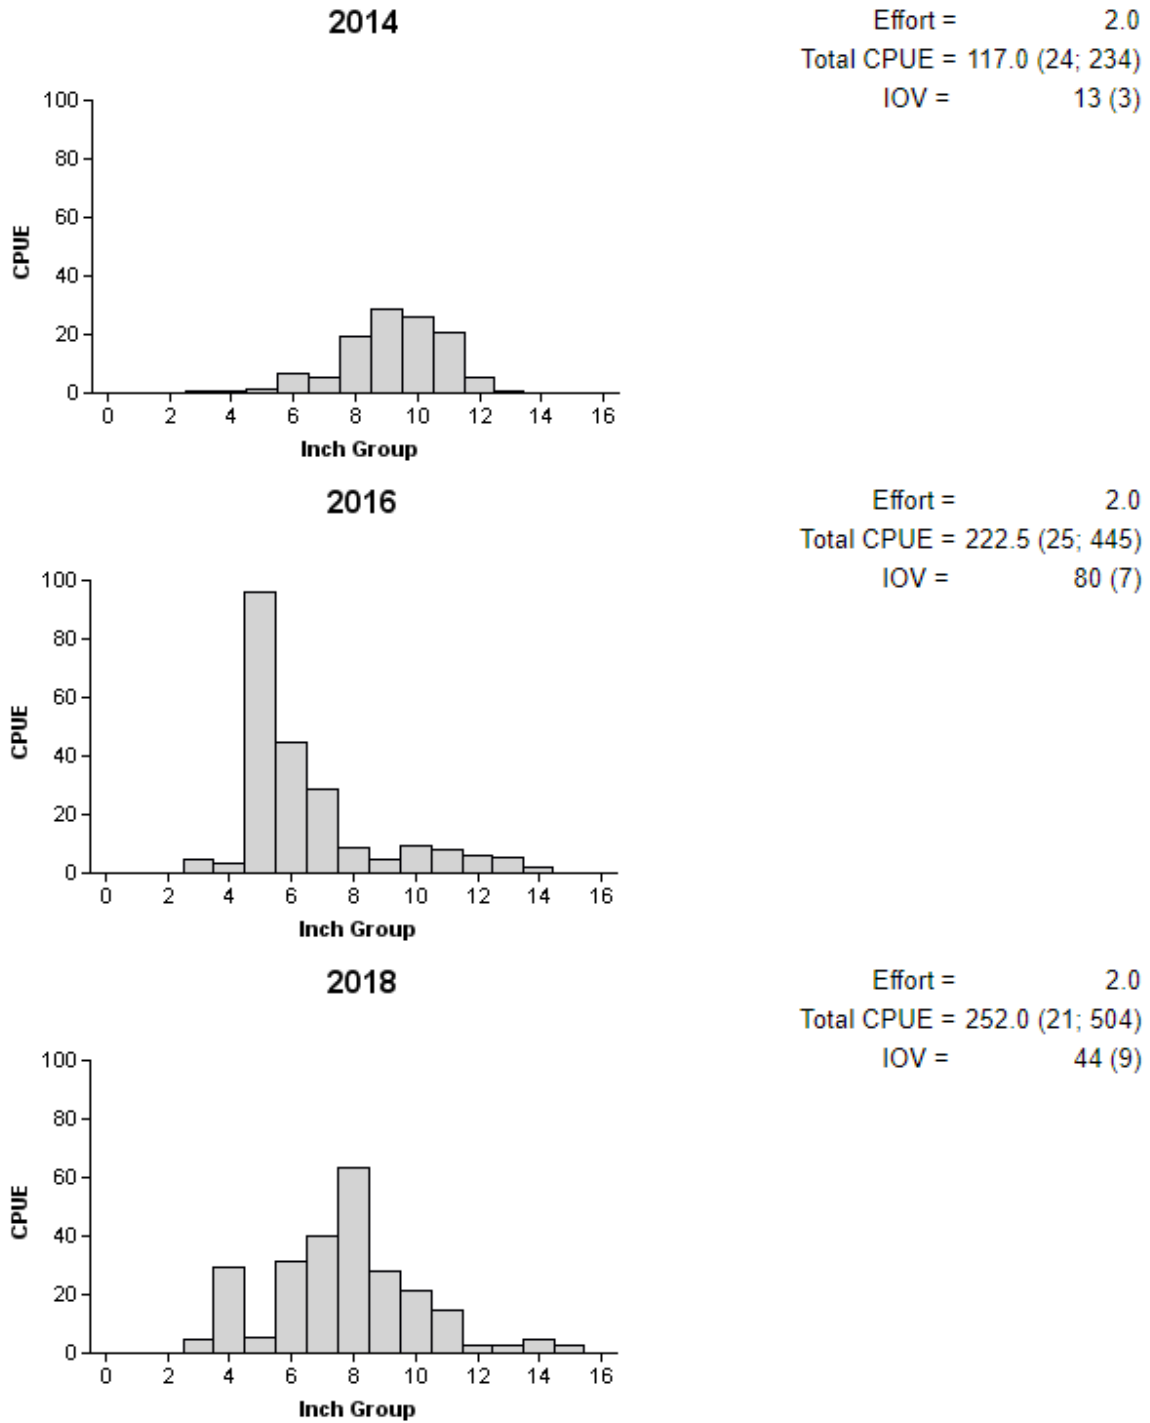 2014
Effort = 2.0
Total CPUE = 117.0 (24; 234)
IOV = 13 (3)
100
80
60
40
20
0
CPUE
0 2 4 6 8 10 12 14 16
Inch Group
2016
Effort = 2.0
Total CPUE = 222.5 (25; 445)
IOV = 80 (7)
100
80
60
40
20
0
CPUE
0 2 4 6 8 10 12 14 16
Inch Group
2018
Effort = 2.0
Total CPUE = 252.0 (21; 504)
IOV = 44 (9)
100
80
60
40
20
0
CPUE
0 2 4 6 8 10 12 14 16
Inch Group